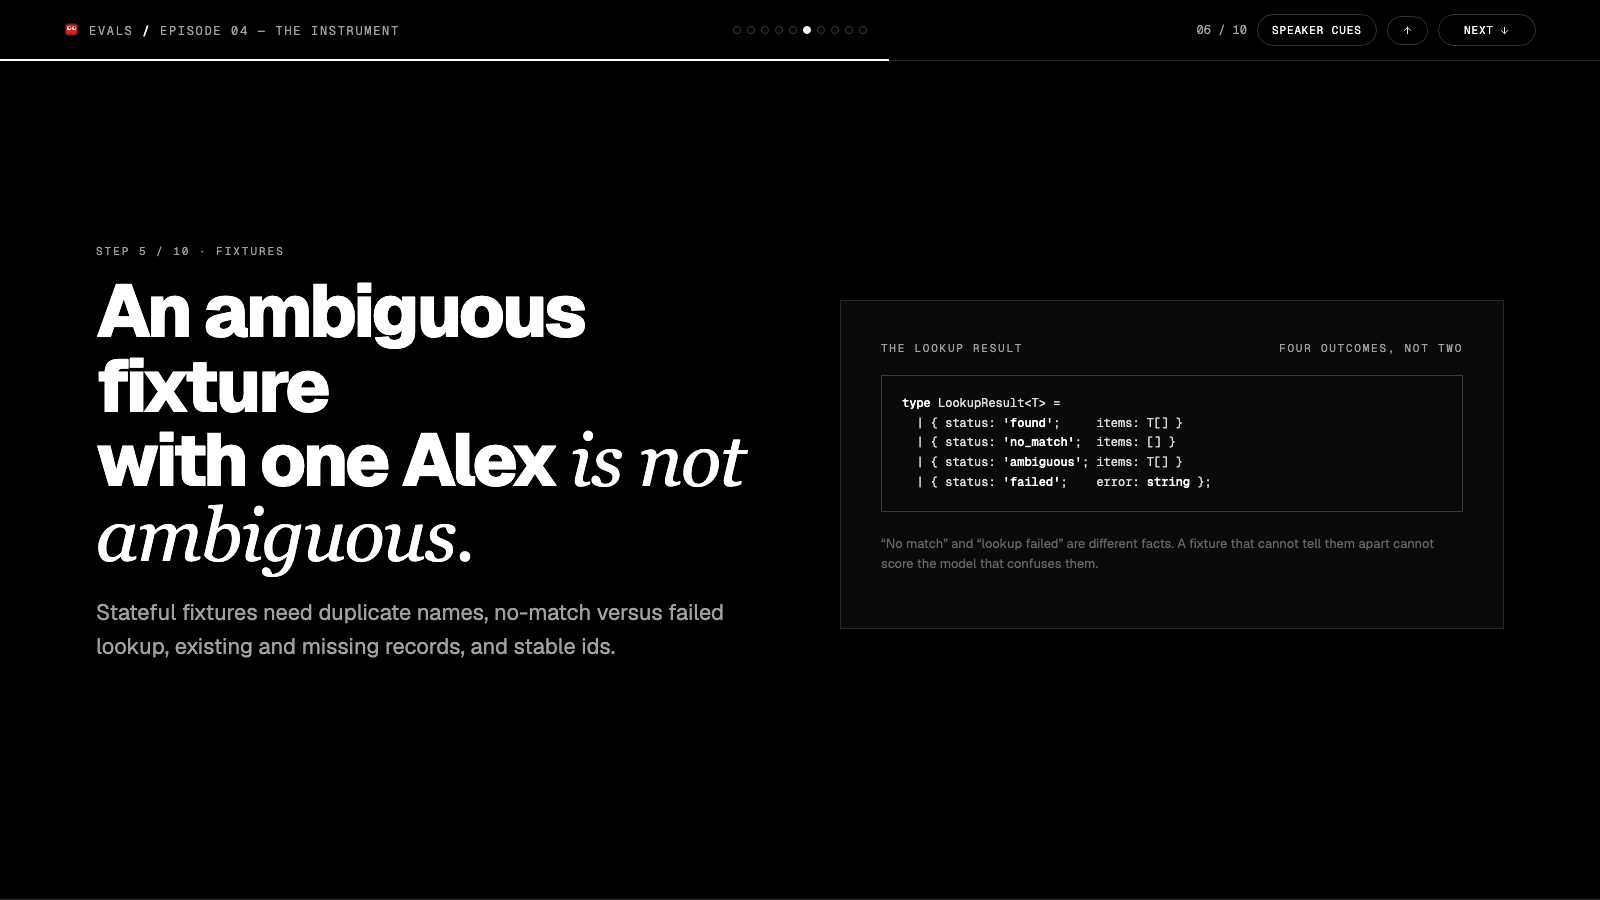 EVALS / EPISODE 04 — THE INSTRUMENT
06 / 10
SPEAKER CUES
↑
NEXT ↓
STEP 5 / 10 · FIXTURES
An ambiguous
fixture
with one Alex is not
ambiguous.
Stateful fixtures need duplicate names, no-match versus failed
lookup, existing and missing records, and stable ids.
THE LOOKUP RESULT
FOUR OUTCOMES, NOT TWO
type LookupResult<T> =
  | { status: 'found';     items: T[] }
  | { status: 'no_match';  items: [] }
  | { status: 'ambiguous'; items: T[] }
  | { status: 'failed';    error: string };
“No match” and “lookup failed” are different facts. A fixture that cannot tell them apart cannot
score the model that confuses them.